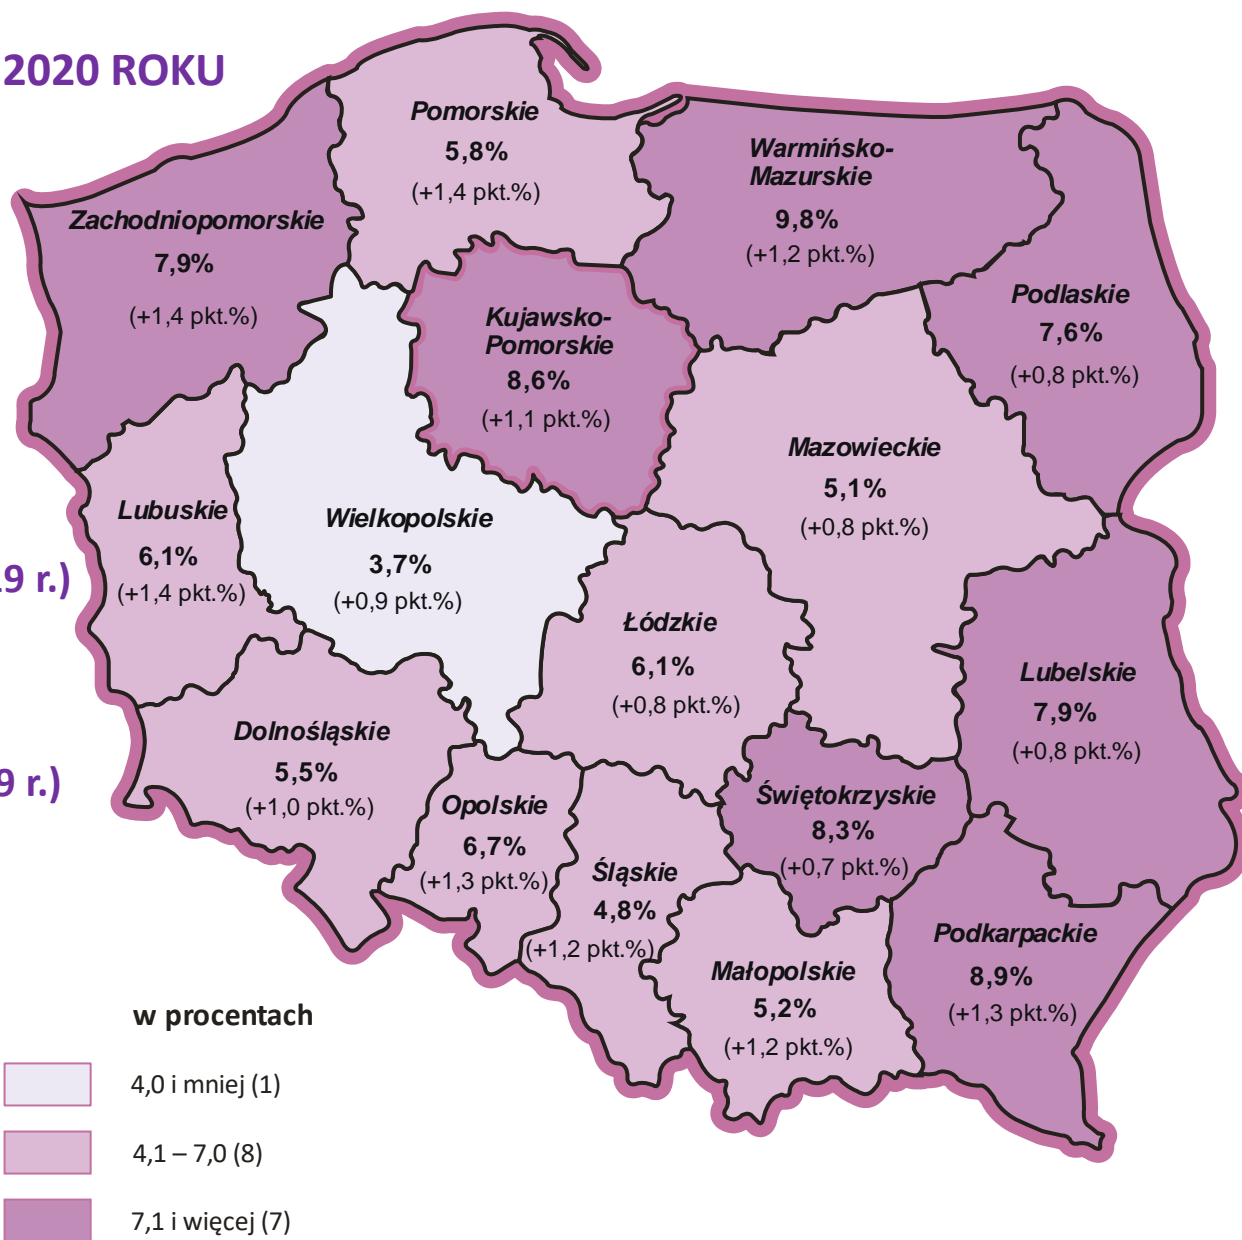 2020 ROKU
Pomorskie
5,8%
(+1,4 pkt.%)
Warmińsko-
Mazurskie
9,8%
(+1,2 pkt.%)
Zachodniopomorskie
7,9%
(+1,4 pkt.%)
Podlaskie
7,6%
(+0,8 pkt.%)
Kujawsko-
Pomorskie
8,6%
(+1,1 pkt.%)
Mazowieckie
5,1%
(+0,8 pkt.%)
Lubuskie
6,1%
(+1,4 pkt.%)
Wielkopolskie
3,7%
(+0,9 pkt.%)
9 r.)
Łódzkie
6,1%
(+0,8 pkt.%)
Lubelskie
7,9%
(+0,8 pkt.%)
Dolnośląskie
5,5%
(+1,0 pkt.%)
9 r.)
Opolskie
6,7%
(+1,3 pkt.%)
Świętokrzyskie
8,3%
(+0,7 pkt.%)
Śląskie
4,8%
(+1,2 pkt.%)
Podkarpackie
8,9%
(+1,3 pkt.%)
Małopolskie
5,2%
(+1,2 pkt.%)
w procentach
4,0 i mniej (1)
4,1 – 7,0 (8)
7,1 i więcej (7)